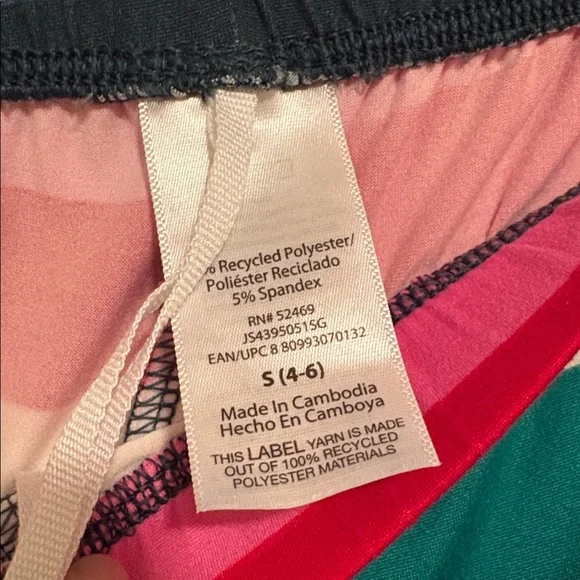 % Recycled Polyester/
Poliéster Reciclado
5% Spandex
RN# 52469
JS4395051SG
EAN/UPC 8 80993070132
S (4-6)
Made In Cambodia
Hecho En Camboya
THIS LABEL YARN IS MADE
OUT OF 100% RECYCLED
POLYESTER MATERIALS